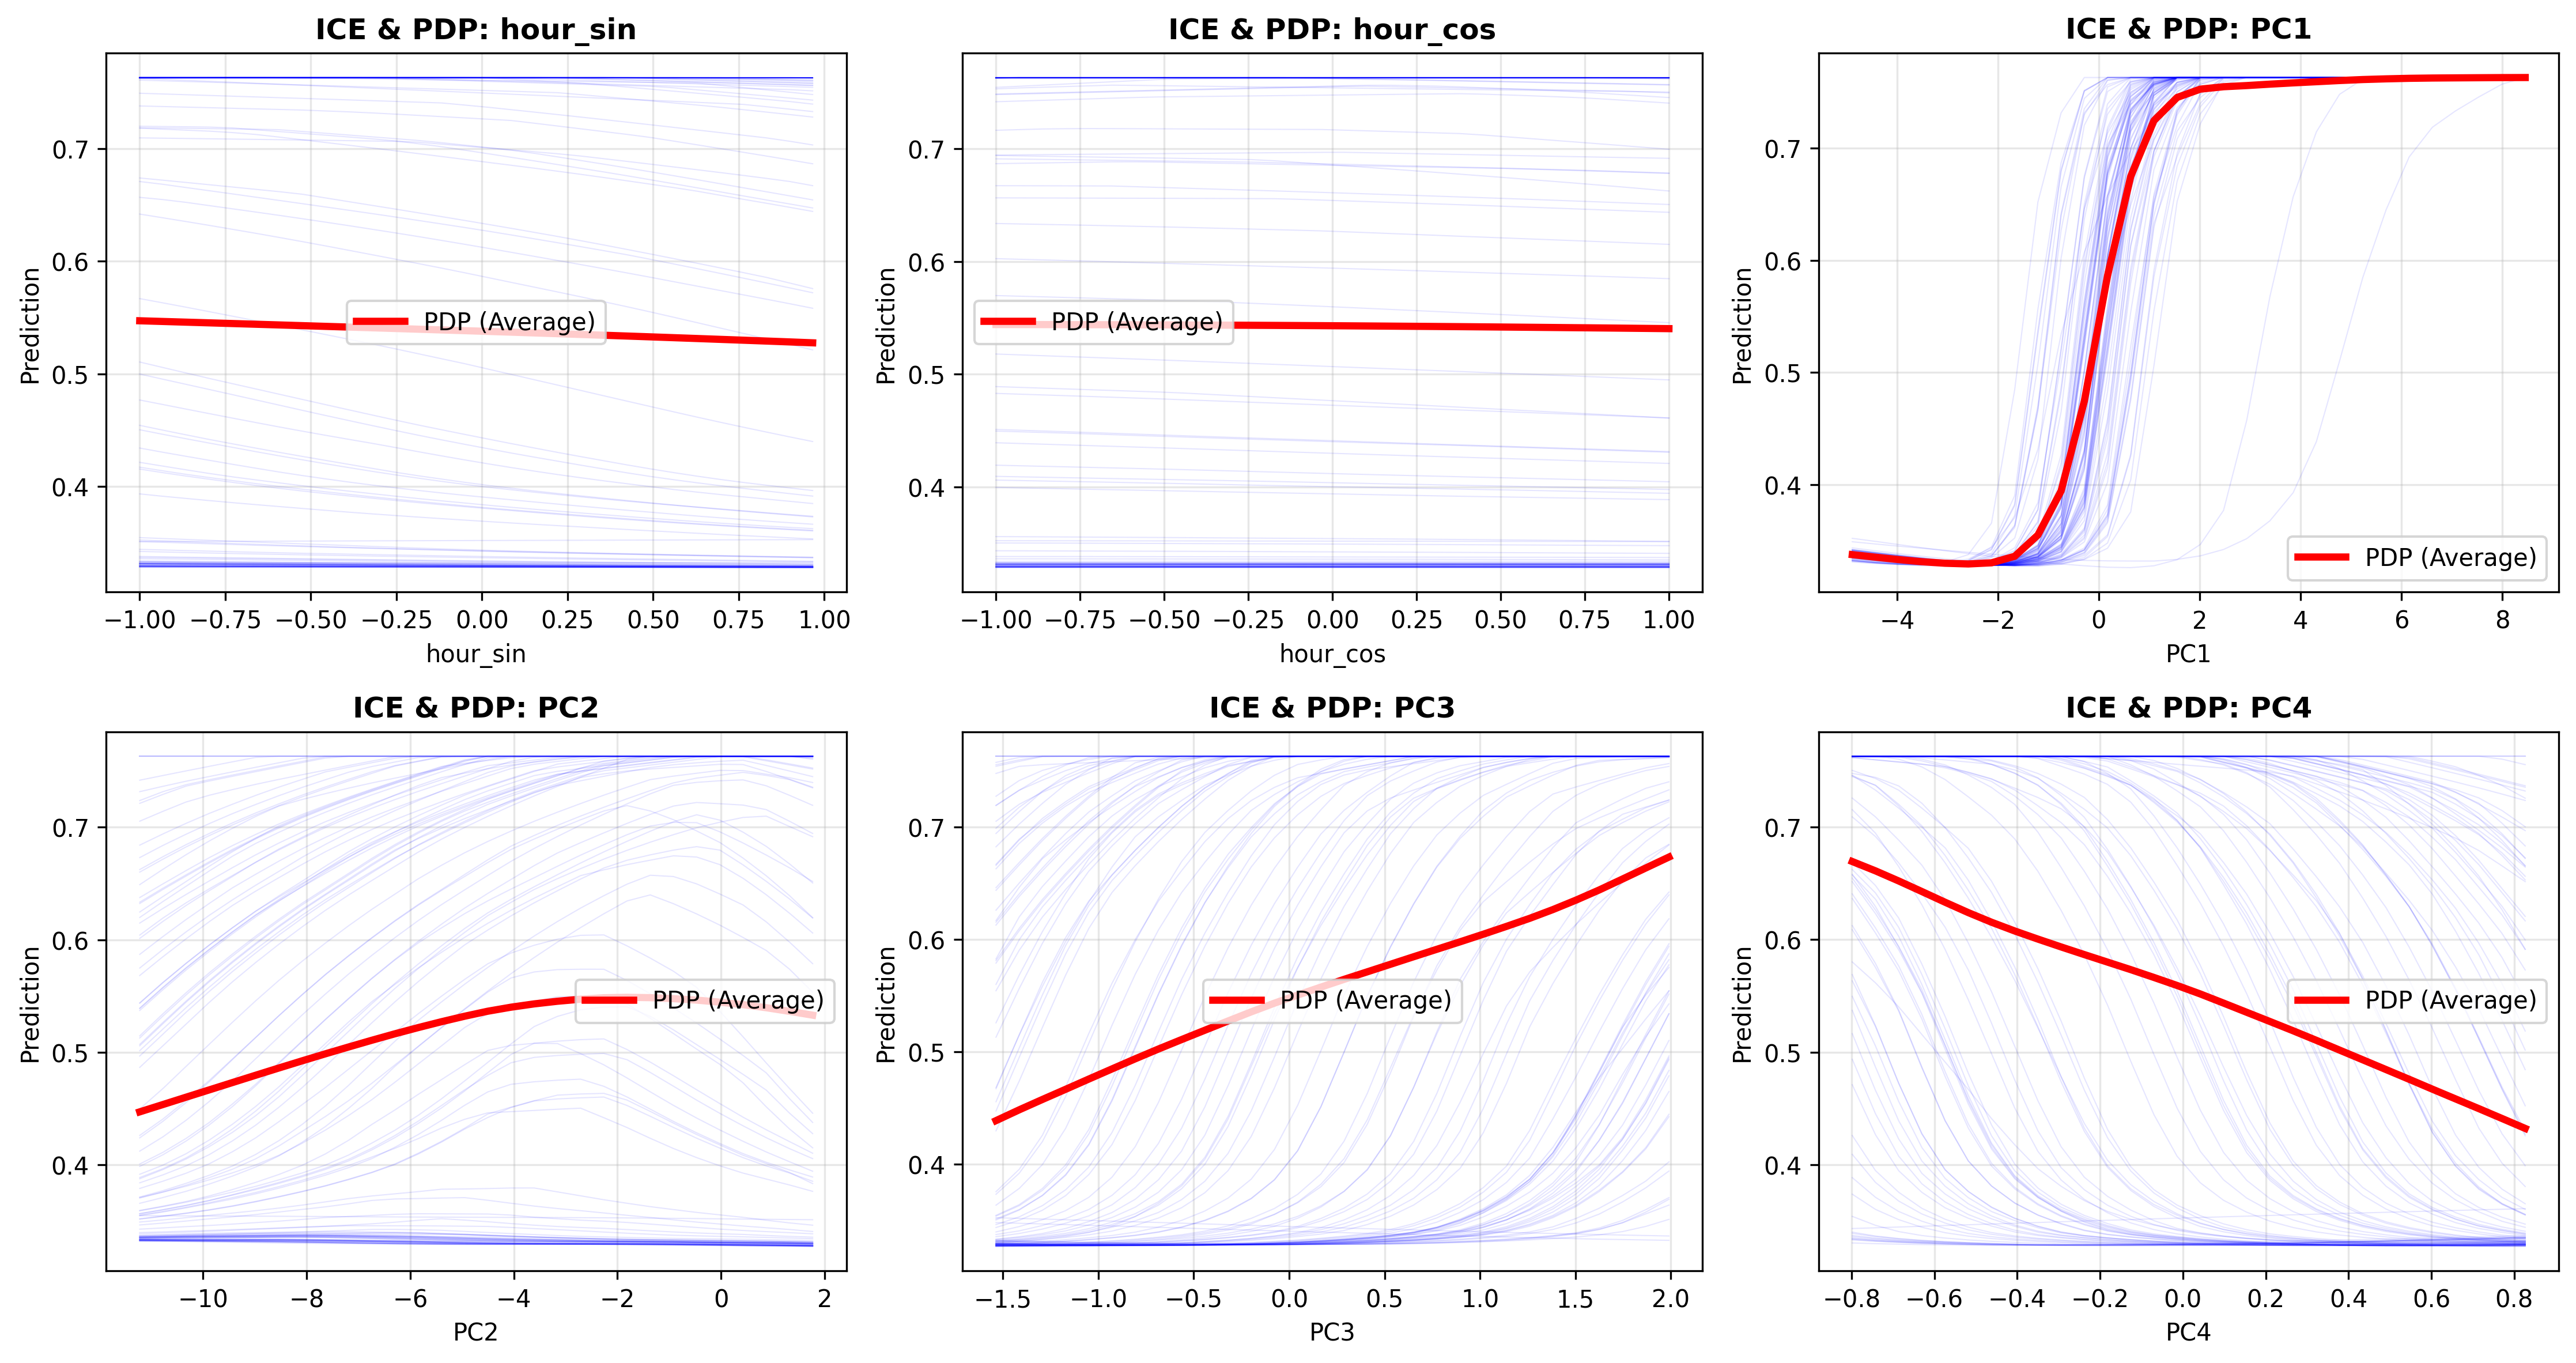 ICE & PDP: hour_sin
Prediction
0.7
0.6
0.5
0.4
PDP (Average)
−1.00 −0.75 −0.50 −0.25 0.00 0.25 0.50 0.75 1.00
hour_sin
ICE & PDP: hour_cos
Prediction
0.7
0.6
0.5
0.4
PDP (Average)
−1.00 −0.75 −0.50 −0.25 0.00 0.25 0.50 0.75 1.00
hour_cos
ICE & PDP: PC1
Prediction
0.7
0.6
0.5
0.4
PDP (Average)
−4 −2 0 2 4 6 8
PC1
ICE & PDP: PC2
Prediction
0.7
0.6
0.5
0.4
PDP (Average)
−10 −8 −6 −4 −2 0 2
PC2
ICE & PDP: PC3
Prediction
0.7
0.6
0.5
0.4
PDP (Average)
−1.5 −1.0 −0.5 0.0 0.5 1.0 1.5 2.0
PC3
ICE & PDP: PC4
Prediction
0.7
0.6
0.5
0.4
PDP (Average)
−0.8 −0.6 −0.4 −0.2 0.0 0.2 0.4 0.6 0.8
PC4